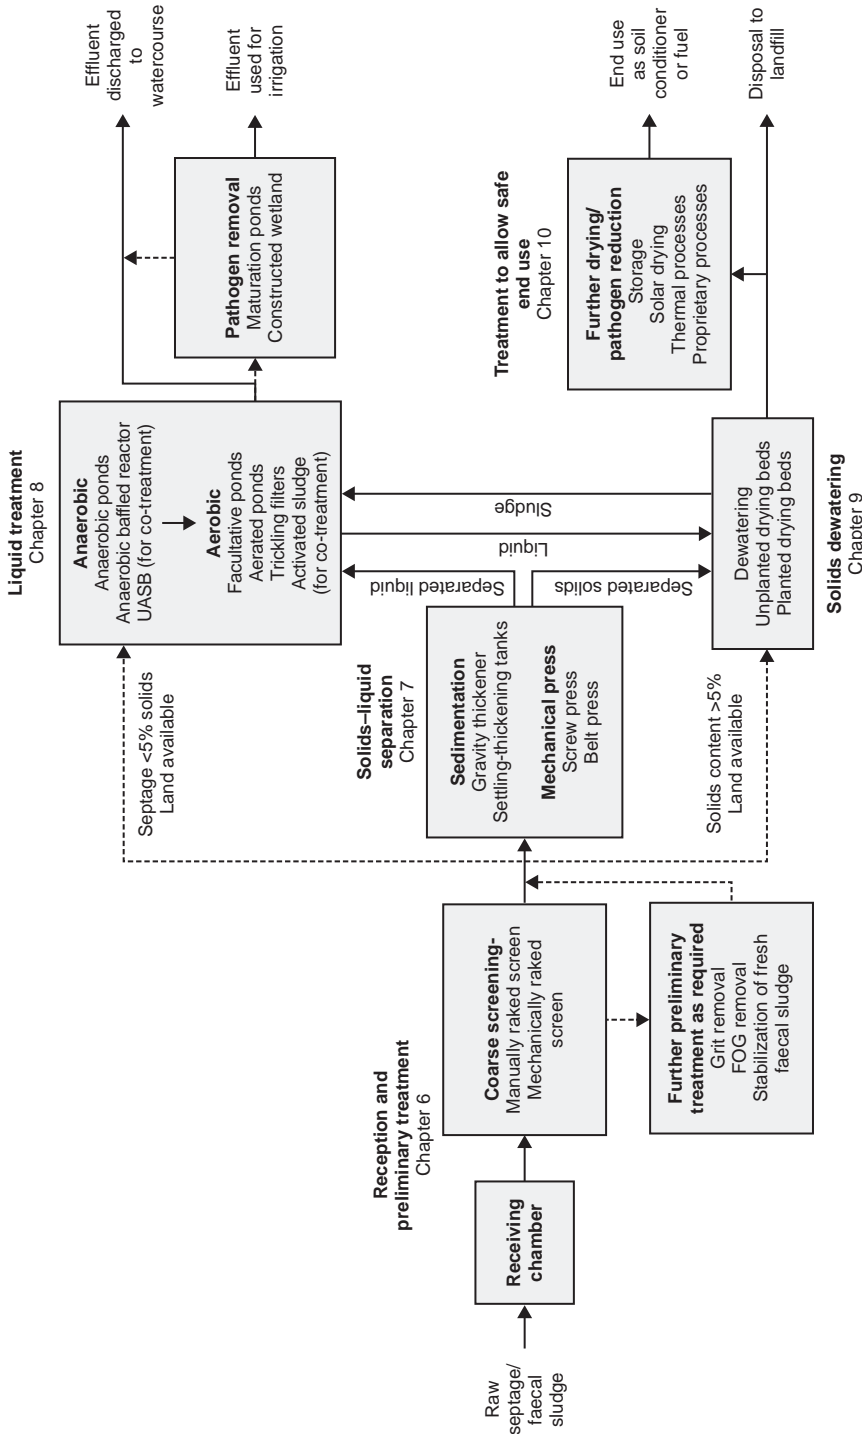 Raw
septage/
faecal
sludge
Receiving
chamber
Reception and
preliminary treatment
Chapter 6
Coarse screening-
Manually raked screen
Mechanically raked
screen
Further preliminary
treatment as required
Grit removal
FOG removal
Stabilization of fresh
faecal sludge
Septage <5% solids
Land available
Solids–liquid
separation
Chapter 7
Sedimentation
Gravity thickener
Settling-thickening tanks
Mechanical press
Screw press
Belt press
Solids content >5%
Land available
Liquid treatment
Chapter 8
Anaerobic
Anaerobic ponds
Anaerobic baffled reactor
UASB (for co-treatment)
Aerobic
Facultative ponds
Aerated ponds
Trickling filters
Activated sludge
(for co-treatment)
Separated liquid
Separated solids
Liquid
Sludge
Dewatering
Unplanted drying beds
Planted drying beds
Solids dewatering
Chapter 9
Pathogen removal
Maturation ponds
Constructed wetland
Treatment to allow safe
end use
Chapter 10
Further drying/
pathogen reduction
Storage
Solar drying
Thermal processes
Proprietary processes
Effluent
discharged
to
watercourse
Effluent
used for
irrigation
End use
as soil
conditioner
or fuel
Disposal to
landfill